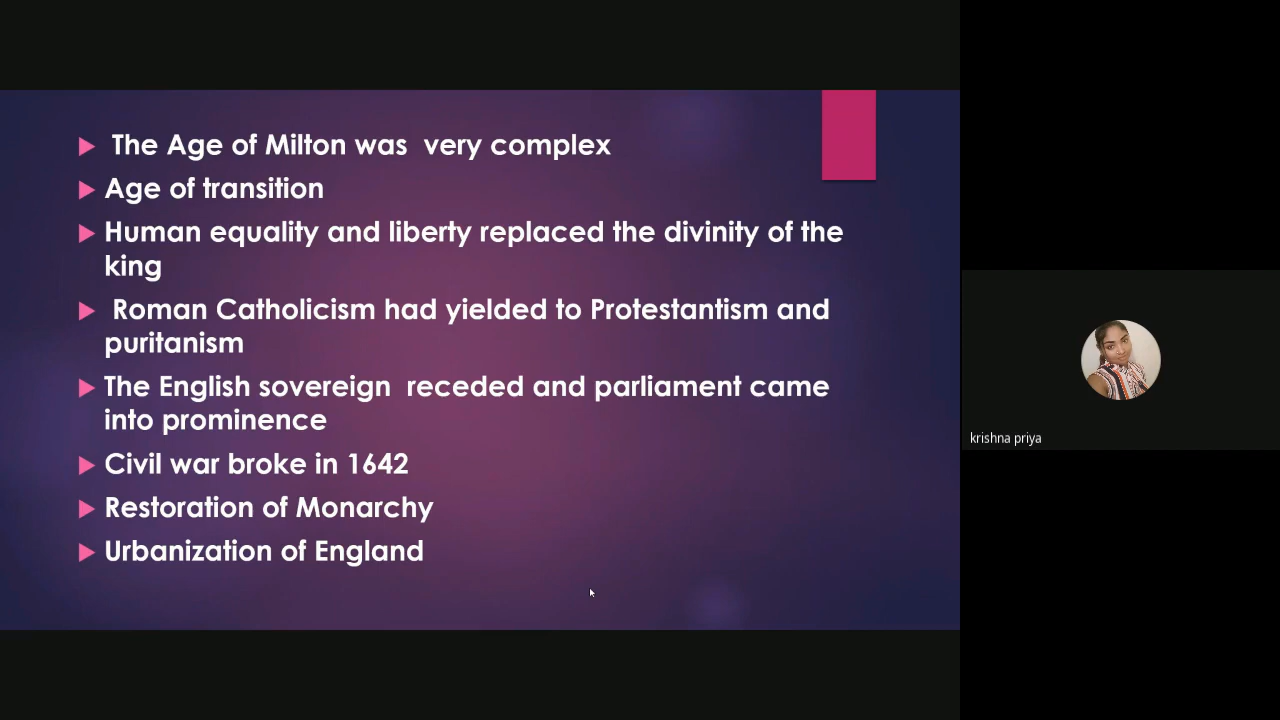 The Age of Milton was very complex
Age of transition
Human equality and liberty replaced the divinity of the
king
Roman Catholicism had yielded to Protestantism and
puritanism
The English sovereign receded and parliament came
into prominence
Civil war broke in 1642
Restoration of Monarchy
Urbanization of England
krishna priya